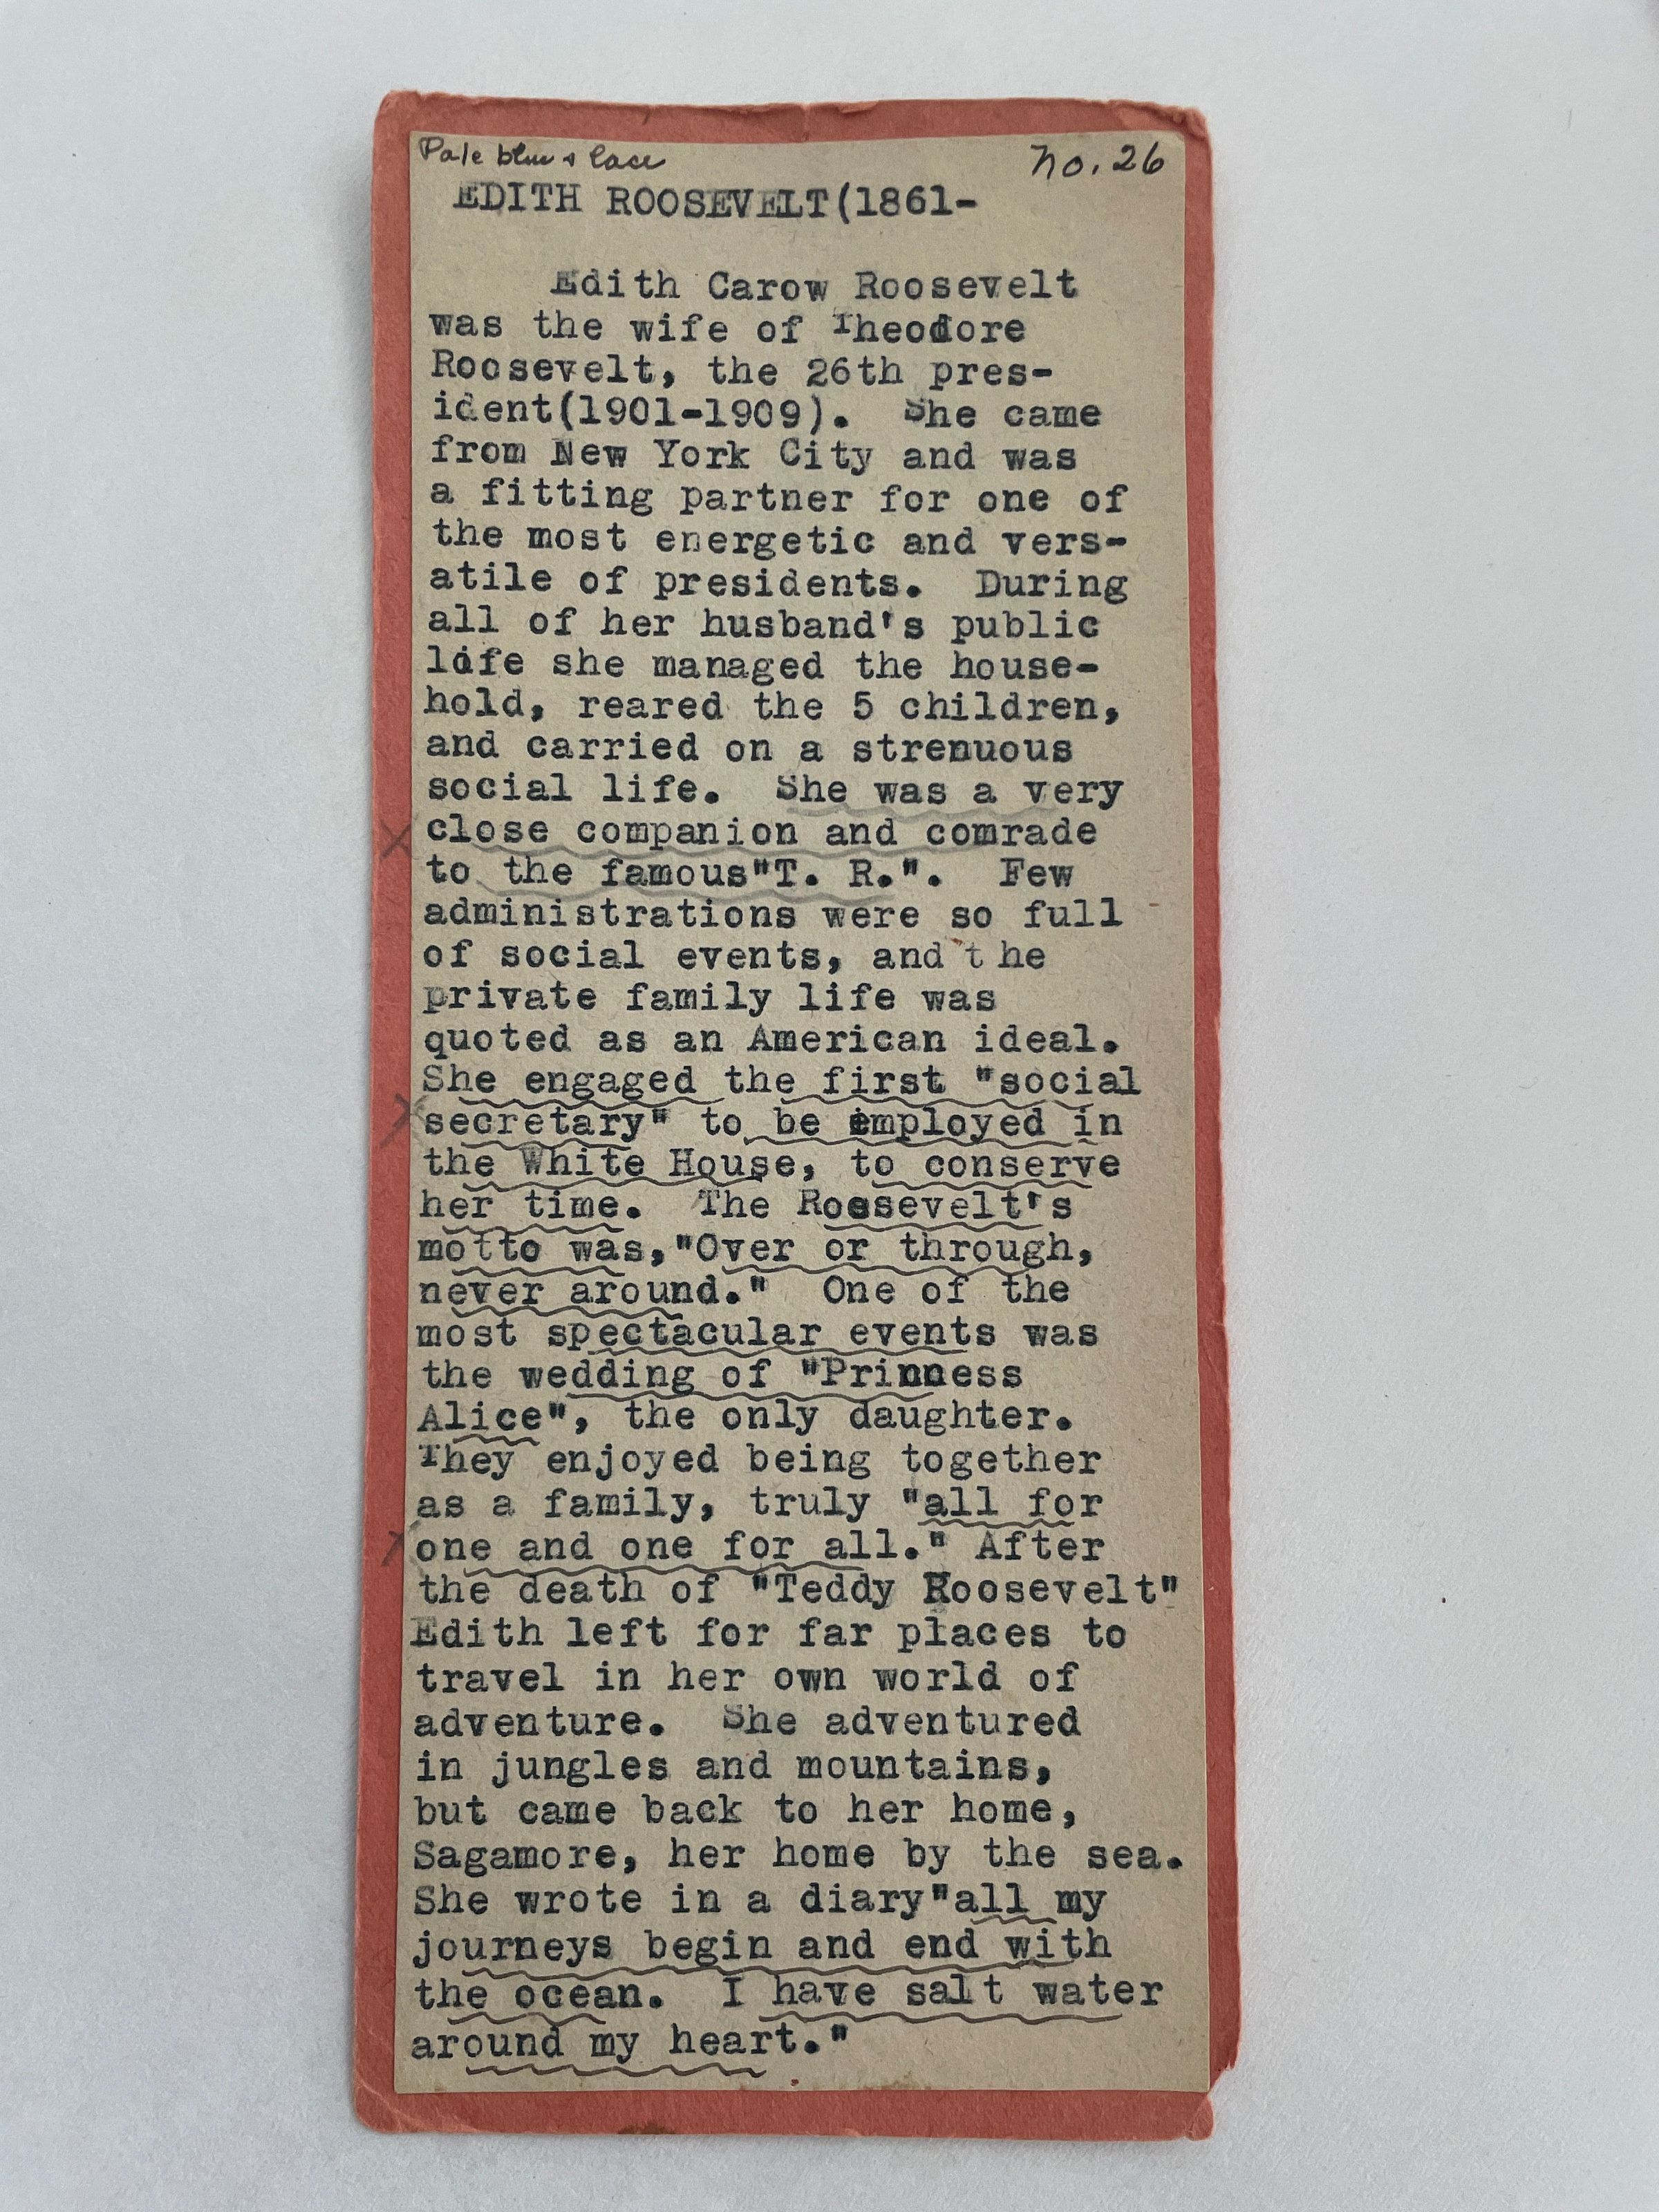 Pale blue & lace no. 26
EDITH ROOSEVELT(1861-
Edith Carow Roosevelt
was the wife of Theodore
Roosevelt, the 26th pres-
ident(1901-1909). She came
from New York City and was
a fitting partner for one of
the most energetic and vers-
atile of presidents. During
all of her husband's public
life she managed the house-
hold, reared the 5 children,
and carried on a strenuous
social life. She was a very
close companion and comrade
to the famous"T. R.". Few
administrations were so full
of social events, and the
private family life was
quoted as an American ideal.
She engaged the first "social
secretary" to be employed in
the White House, to conserve
her time. The Roosevelt's
motto was,"Over or through,
never around." One of the
most spectacular events was
the wedding of "Princess
Alice", the only daughter.
They enjoyed being together
as a family, truly "all for
one and one for all." After
the death of "Teddy Roosevelt"
Edith left for far places to
travel in her own world of
adventure. She adventured
in jungles and mountains,
but came back to her home,
Sagamore, her home by the sea.
She wrote in a diary"all my
journeys begin and end with
the ocean. I have salt water
around my heart."